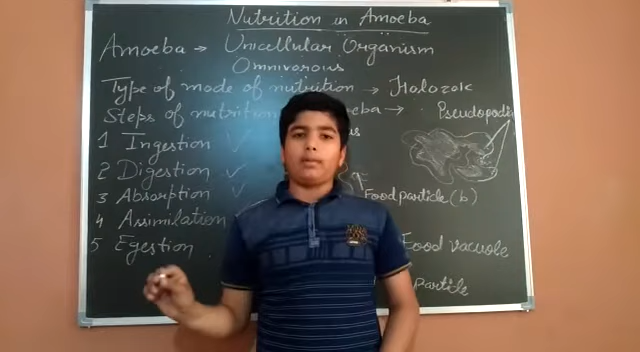 Nutrition in Amoeba
Amoeba → Unicellular Organism
Omnivorous
Type of mode of nutrition → Holozoic
Steps of nutrition → Pseudopodia
1 Ingestion ✓
2 Digestion ✓
3 Absorption ✓
Food particle (b)
4 Assimilation
5 Egestion
Food vacuole
particle